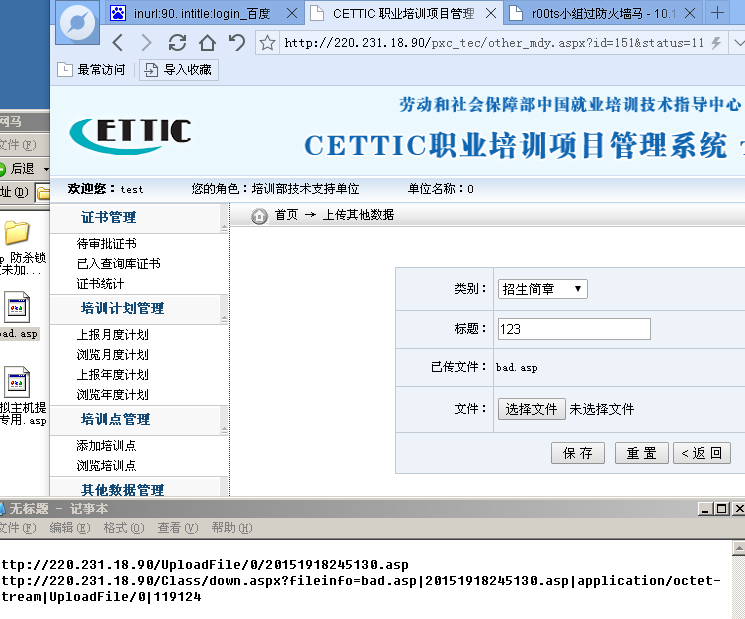 inurl:90. intitle:login_百度
CETTIC 职业培训项目管理
r00ts小组过防火墙马 - 10.1
http://220.231.18.90/pxc_tec/other_mdy.aspx?id=151&status=11
最常访问
导入收藏
网马
文件(F)
后退
址(D)
p 防杀锁
未加...
bad.asp
拟主机提
专用.asp
ETTIC
劳动和社会保障部中国就业培训技术指导中心
CETTIC职业培训项目管理系统
欢迎您：test
您的角色：培训部技术支持单位
单位名称：0
首页 → 上传其他数据
证书管理
待审批证书
已入查询库证书
证书统计
培训计划管理
上报月度计划
浏览月度计划
上报年度计划
浏览年度计划
培训点管理
添加培训点
浏览培训点
其他数据管理
类别：
招生简章
标题：
123
已传文件：
bad.asp
文件：
选择文件 未选择文件
保 存
重 置
< 返 回
无标题 - 记事本
文件(F) 编辑(E) 格式(O) 查看(V) 帮助(H)
ttp://220.231.18.90/UploadFile/0/20151918245130.asp
ttp://220.231.18.90/Class/down.aspx?fileinfo=bad.asp|20151918245130.asp|application/octet-
tream|UploadFile/0|119124